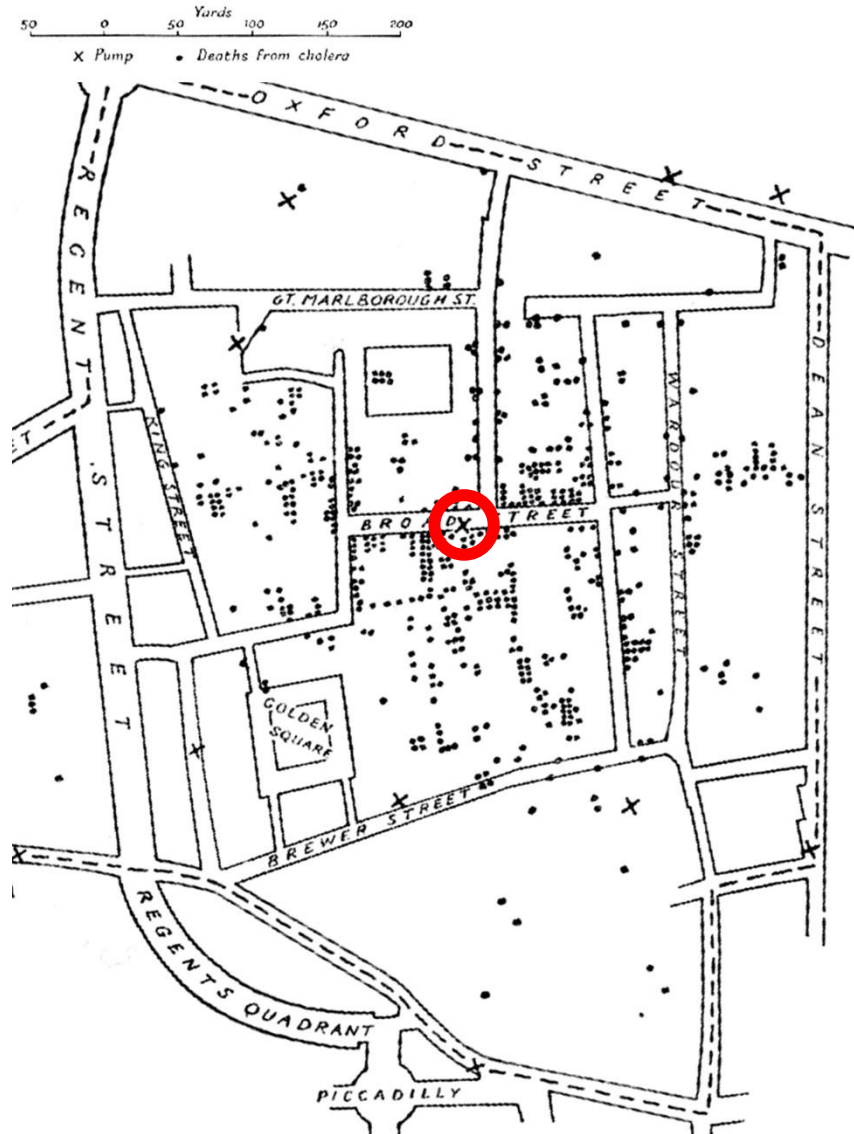 Yards
50 0 50 100 150 200
× Pump • Deaths from cholera
OXFORD STREET
REGENT STREET
GT. MARLBOROUGH ST.
KING STREET
WARDOUR STREET
DEAN STREET
ET
BROAD STREET
GOLDEN
SQUARE
BREWER STREET
REGENTS QUADRANT
PICCADILLY